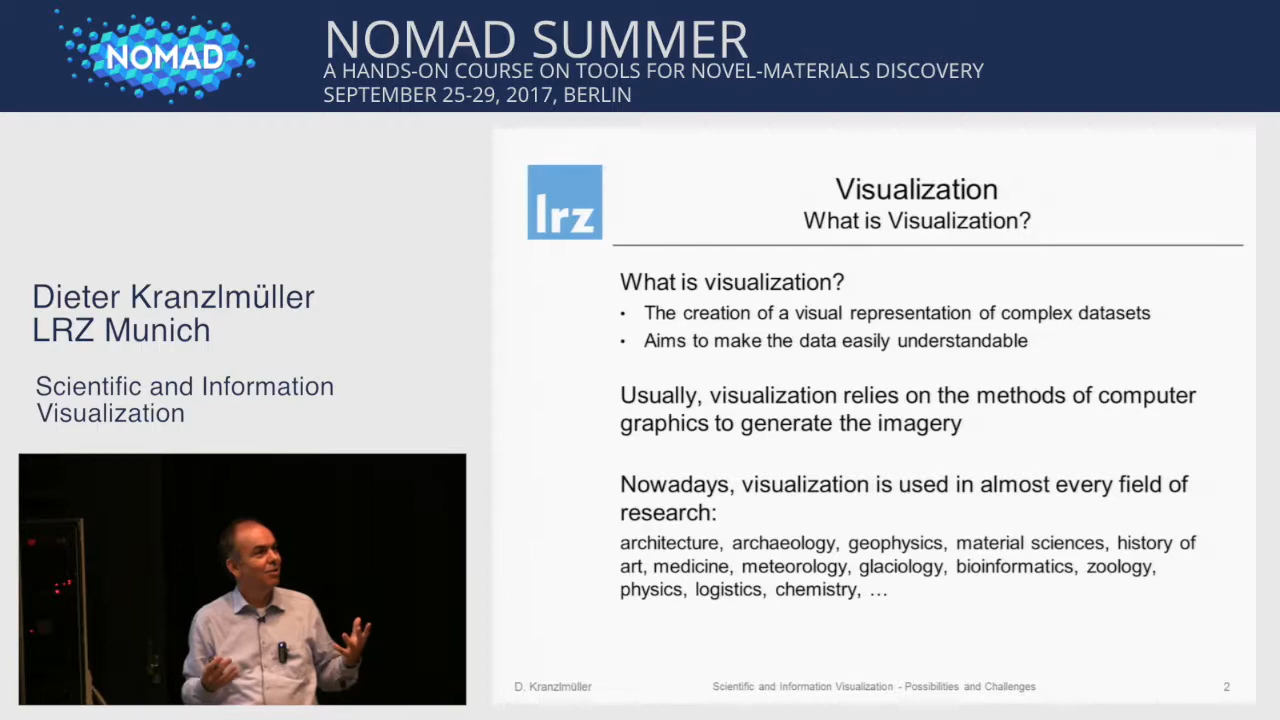 NOMAD
NOMAD SUMMER
A HANDS-ON COURSE ON TOOLS FOR NOVEL-MATERIALS DISCOVERY
SEPTEMBER 25-29, 2017, BERLIN
Dieter Kranzlmüller
LRZ Munich
Scientific and Information
Visualization
lrz
Visualization
What is Visualization?
What is visualization?
• The creation of a visual representation of complex datasets
• Aims to make the data easily understandable
Usually, visualization relies on the methods of computer
graphics to generate the imagery
Nowadays, visualization is used in almost every field of
research:
architecture, archaeology, geophysics, material sciences, history of
art, medicine, meteorology, glaciology, bioinformatics, zoology,
physics, logistics, chemistry, …
D. Kranzlmüller
Scientific and Information Visualization - Possibilities and Challenges
2